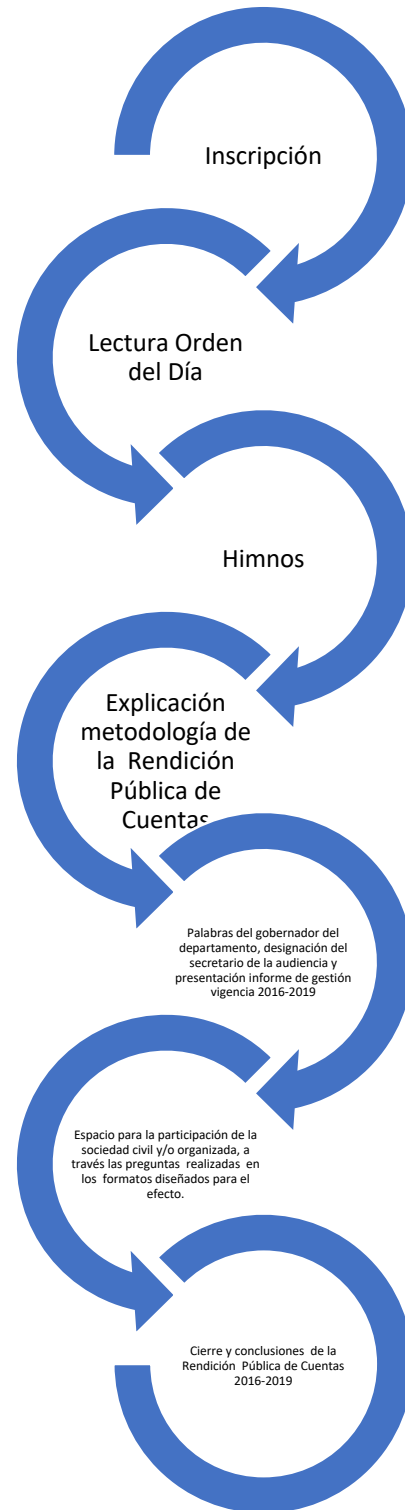 Inscripción
Lectura Orden
del Día
Himnos
Explicación
metodología de
la Rendición
Pública de
Cuentas
Palabras del gobernador del
departamento, designación del
secretario de la audiencia y
presentación informe de gestión
vigencia 2016-2019
Espacio para la participación de la
sociedad civil y/o organizada, a
través las preguntas realizadas en
los formatos diseñados para el
efecto.
Cierre y conclusiones de la
Rendición Pública de Cuentas
2016-2019